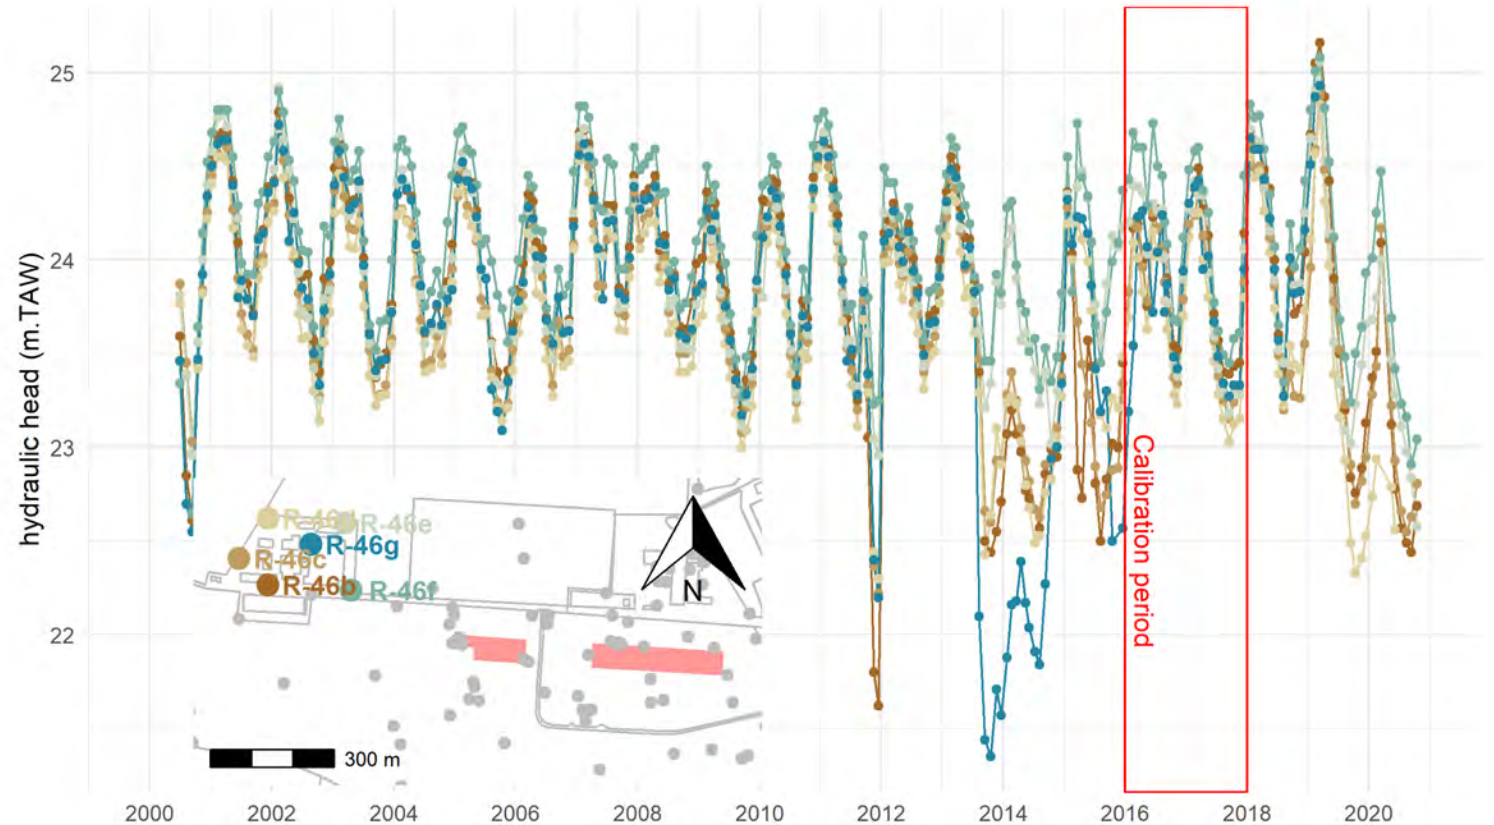 hydraulic head (m.TAW)
25
24
23
22
Calibration period
R-46d
R-46e
R-46g
R-46c
R-46b
R-46f
N
300 m
2000 2002 2004 2006 2008 2010 2012 2014 2016 2018 2020